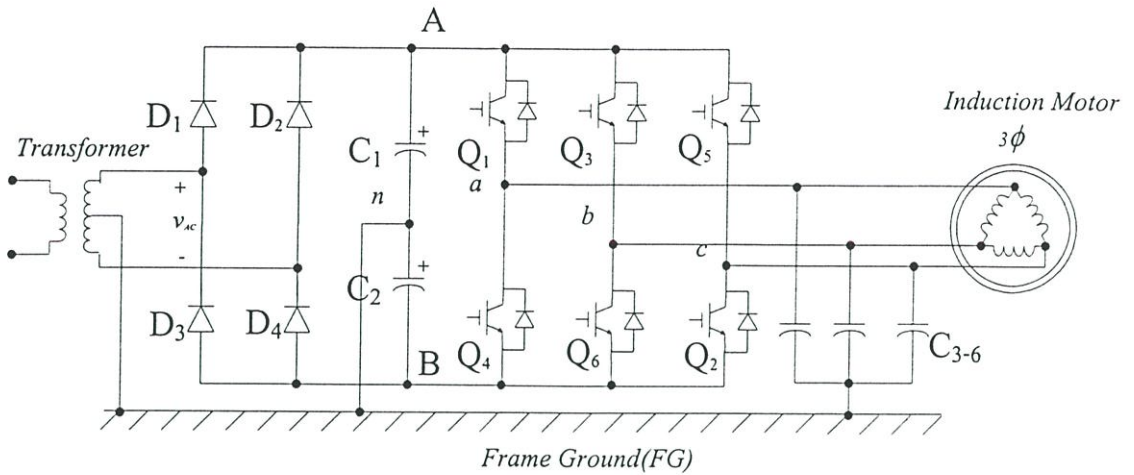 A
Induction Motor
3ϕ
D₁
D₂
Transformer
C₁
+
Q₁
Q₃
Q₅
a
n
+
v_AC
-
b
c
+
C₂
D₃
D₄
Q₄
Q₆
Q₂
C₃₋₆
B
Frame Ground(FG)